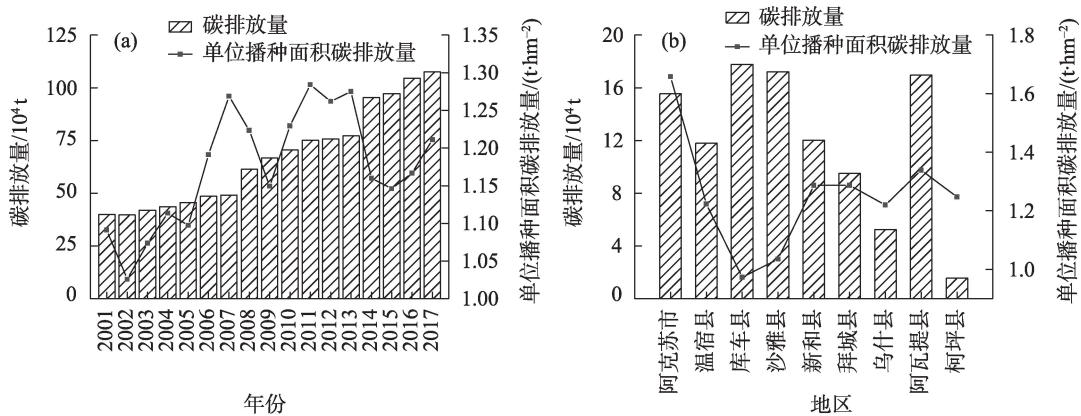 (a)
碳排放量
单位播种面积碳排放量
碳排放量/10⁴t
125
100
75
50
25
0
1.35
1.30
1.25
1.20
1.15
1.10
1.05
1.00
单位播种面积碳排放量/(t·hm⁻²)
2001
2002
2003
2004
2005
2006
2007
2008
2009
2010
2011
2012
2013
2014
2015
2016
2017
年份
(b)
碳排放量
单位播种面积碳排放量
碳排放量/10⁴t
20
16
12
8
4
0
1.8
1.6
1.4
1.2
1.0
单位播种面积碳排放量/(t·hm⁻²)
阿克苏市
温宿县
库车县
沙雅县
新和县
拜城县
乌什县
阿瓦提县
柯坪县
地区